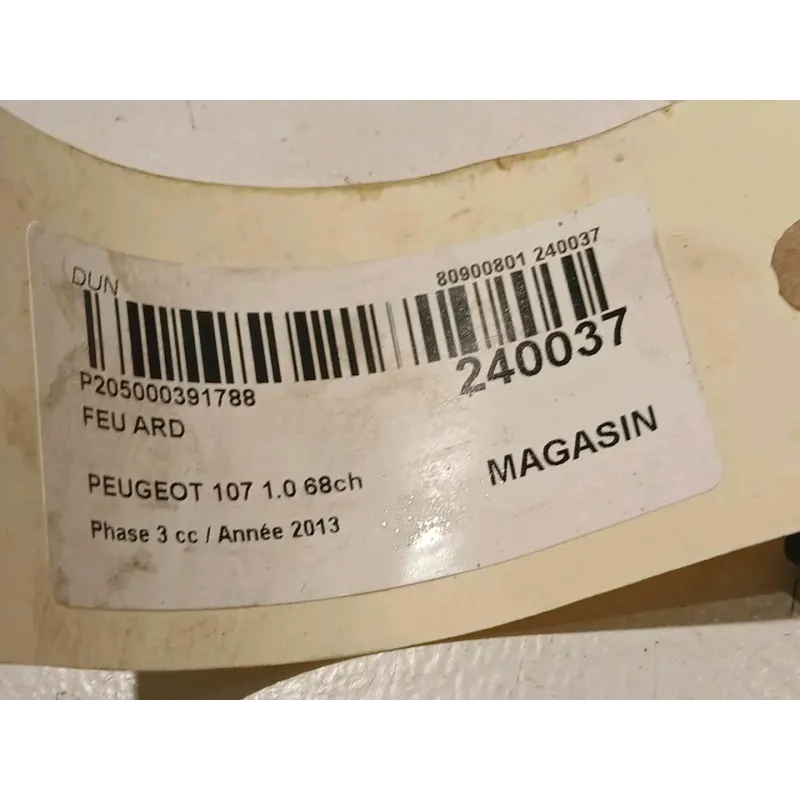 DUN
80900801 240037
P205000391788
240037
FEU ARD
MAGASIN
PEUGEOT 107 1.0 68ch
Phase 3 cc / Année 2013